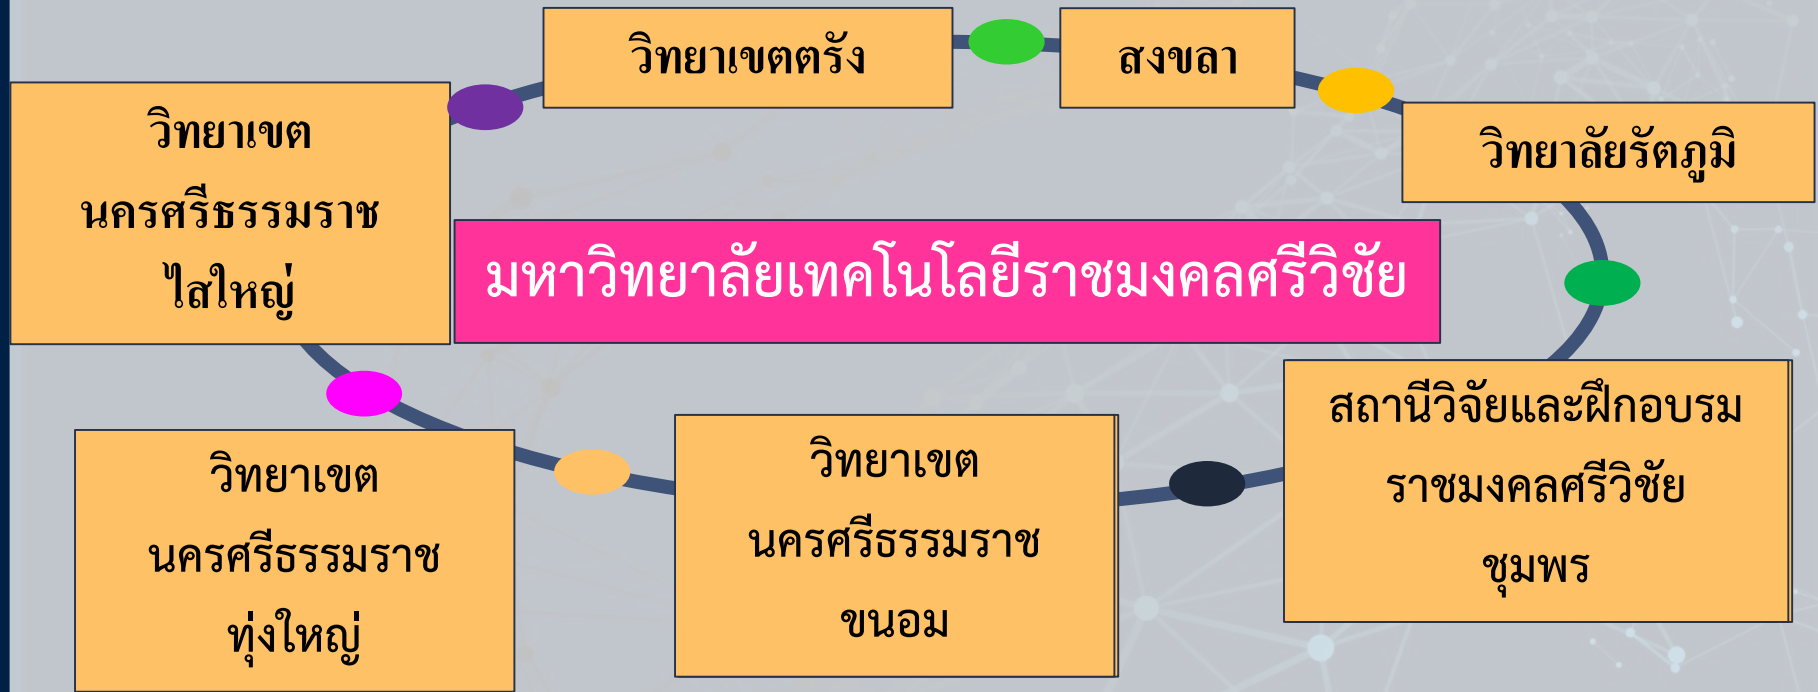 วิทยาเขตตรัง
สงขลา
วิทยาลัยรัตภูมิ
วิทยาเขต
นครศรีธรรมราช
ไสใหญ่
มหาวิทยาลัยเทคโนโลยีราชมงคลศรีวิชัย
สถานีวิจัยและฝึกอบรม
ราชมงคลศรีวิชัย
ชุมพร
วิทยาเขต
นครศรีธรรมราช
ขนอม
วิทยาเขต
นครศรีธรรมราช
ทุ่งใหญ่